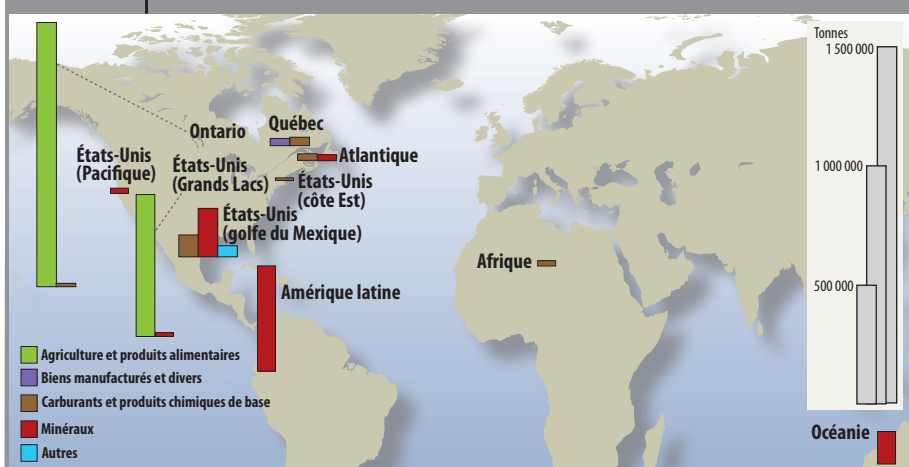 Tonnes
1 500 000
1 000 000
500 000
Ontario
Québec
Atlantique
États-Unis
(Pacifique)
États-Unis
(Grands Lacs)
États-Unis
(côte Est)
États-Unis
(golfe du Mexique)
Afrique
Amérique latine
Océanie
Agriculture et produits alimentaires
Biens manufacturés et divers
Carburants et produits chimiques de base
Minéraux
Autres